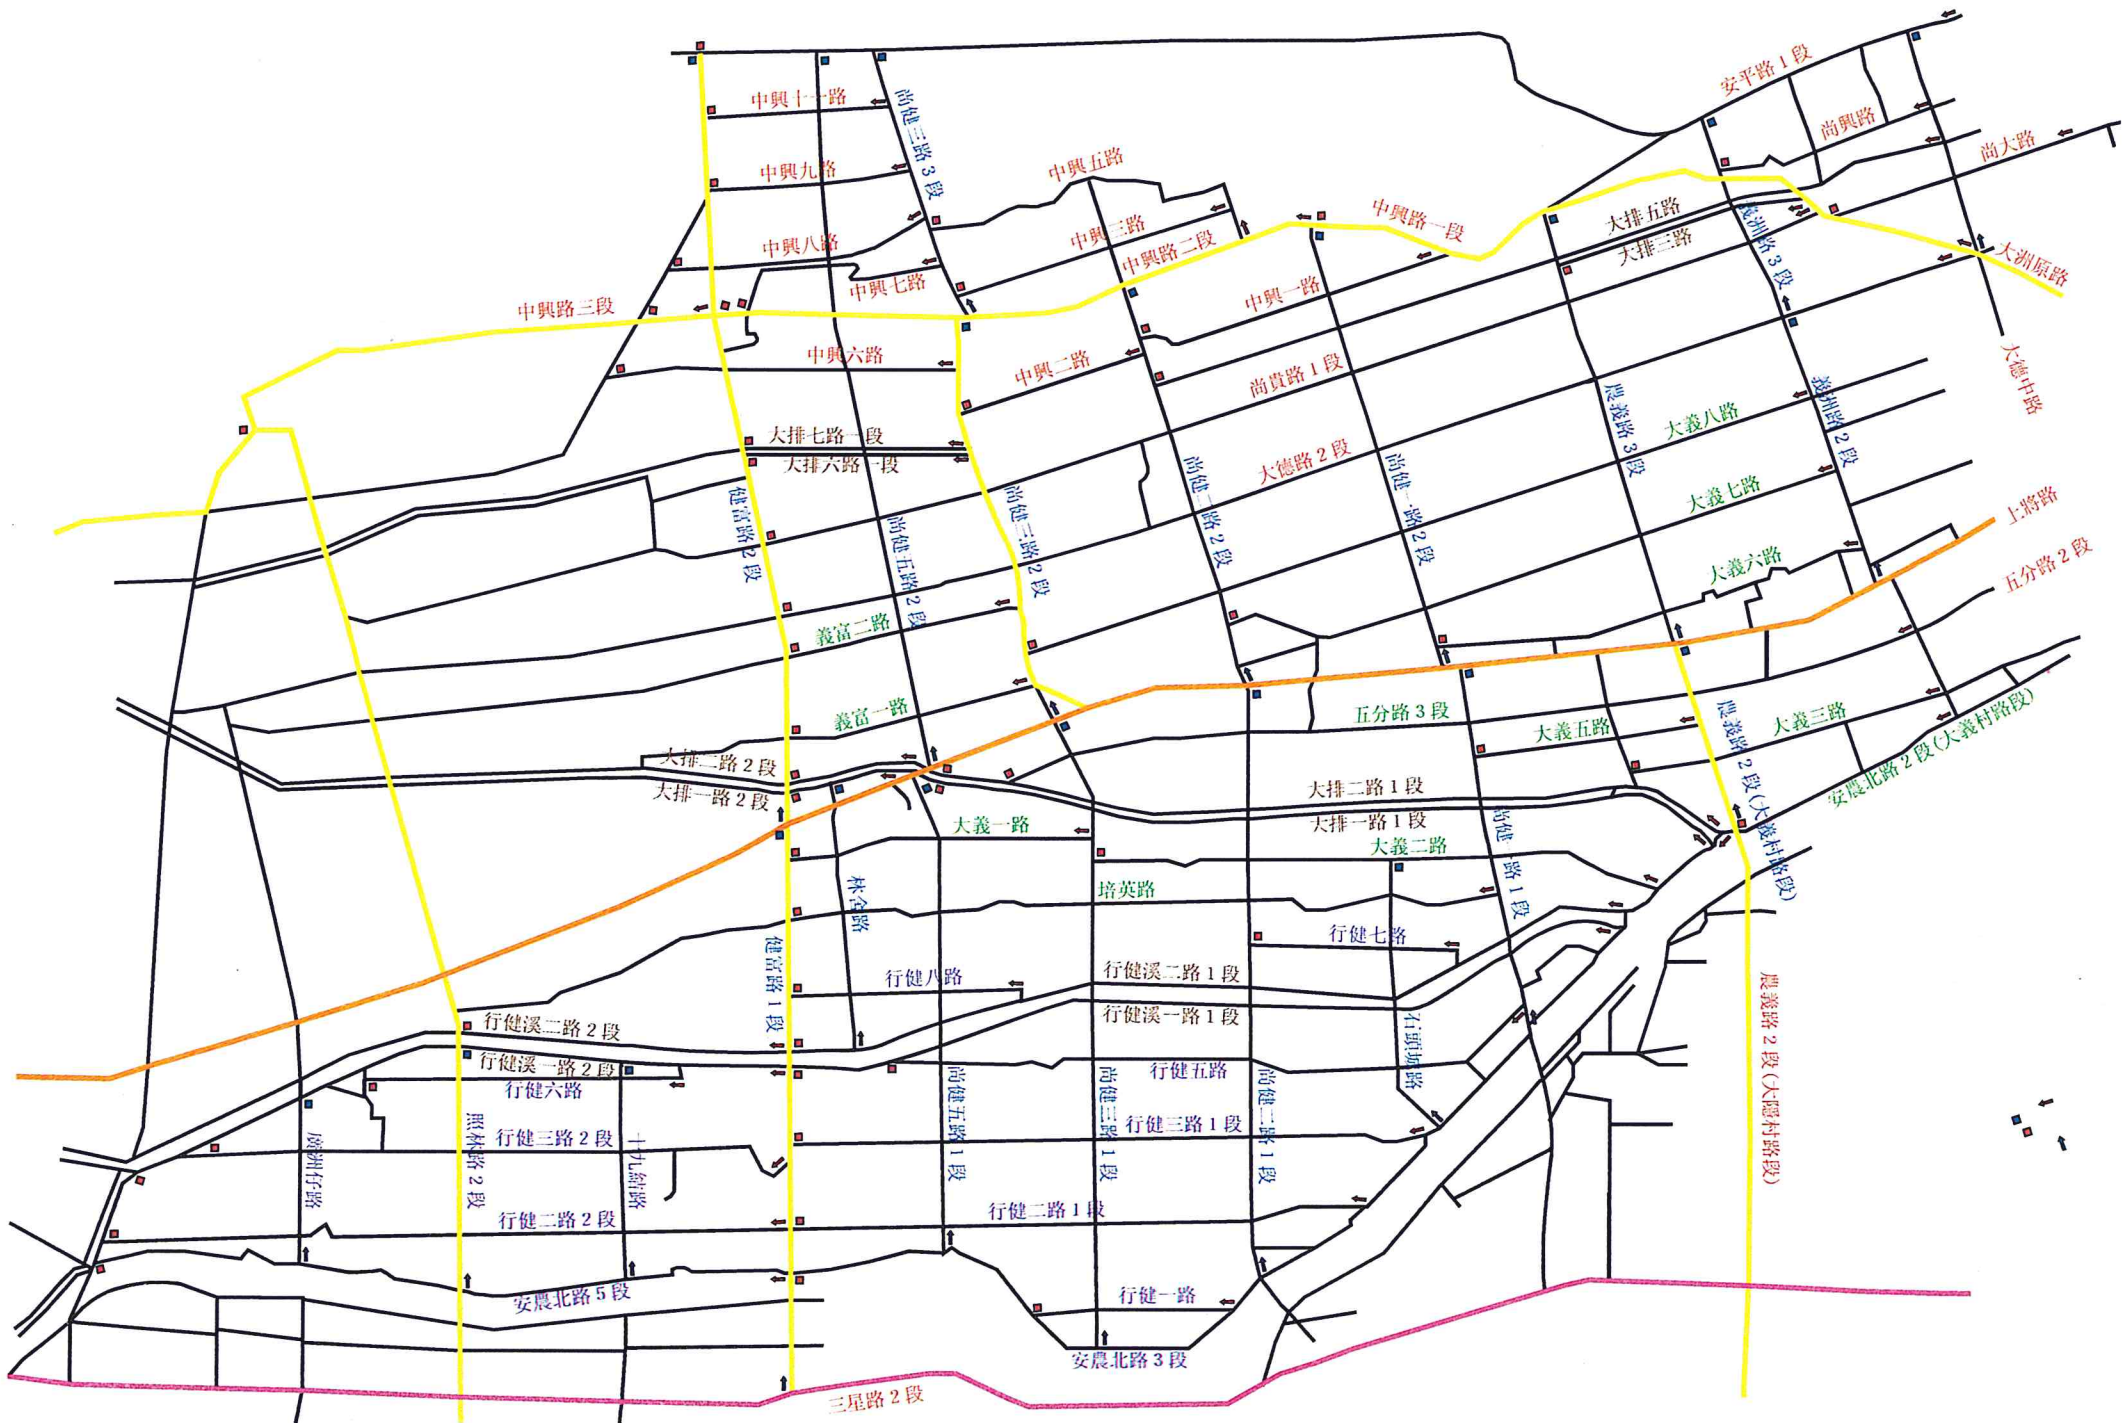 安平路1段
中興十一路
尚健三路3段
尚興路
尚大路
中興九路
中興五路
中興三路
中興路一段
大排五路
大排三路
義洲路3段
大洲原路
中興八路
中興七路
中興路二段
中興一路
中興路三段
中興六路
中興二路
尚貴路1段
大德中路
農義路3段
大義八路
義洲路2段
大排七路一段
大排六路一段
大德路2段
尚健二路2段
尚健一路2段
大義七路
健富路2段
尚健五路2段
尚健三路2段
上將路
大義六路
五分路2段
義富二路
義富一路
五分路3段
大義五路
農義路2段(大義村路段)
大義三路
安農北路2段(大義村路段)
大排二路2段
大排一路2段
大排二路1段
大排一路1段
尚健一路1段
大義一路
大義二路
林合路
培英路
健富路1段
行健七路
行健八路
行健溪二路1段
行健溪一路1段
農義路2段(大隱村路段)
行健溪二路2段
行健溪一路2段
石頭城路
行健六路
尚健五路1段
尚健三路1段
行健五路
尚健二路1段
行健三路2段
照林路2段
十九結路
行健三路1段
行健二路2段
行健二路1段
安農北路5段
行健一路
安農北路3段
三星路2段